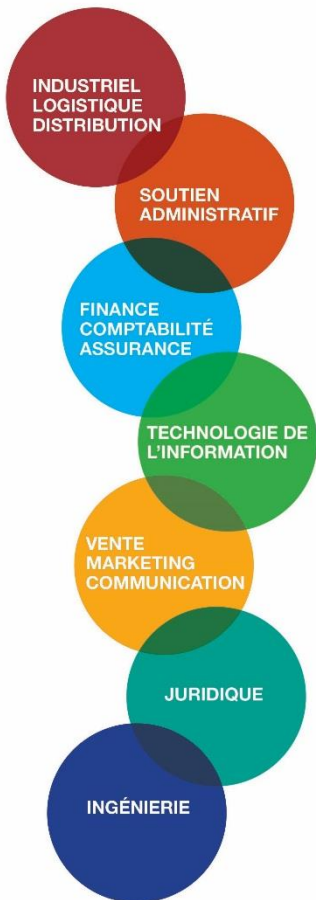 INDUSTRIEL
LOGISTIQUE
DISTRIBUTION
SOUTIEN
ADMINISTRATIF
FINANCE
COMPTABILITÉ
ASSURANCE
TECHNOLOGIE DE
L'INFORMATION
VENTE
MARKETING
COMMUNICATION
JURIDIQUE
INGÉNIERIE